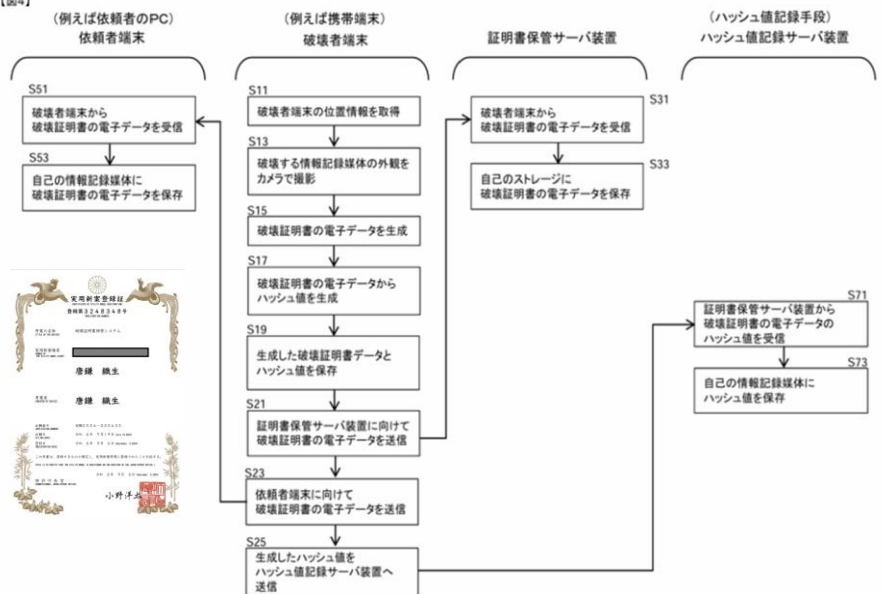 【図4】
(例えば依頼者のPC)
依頼者端末
S51
破壊者端末から
破壊証明書の電子データを受信
S53
自己の情報記録媒体に
破壊証明書の電子データを保存
(例えば携帯端末)
破壊者端末
S11
破壊者端末の位置情報を取得
S13
破壊する情報記録媒体の外観を
カメラで撮影
S15
破壊証明書の電子データを生成
S17
破壊証明書の電子データから
ハッシュ値を生成
S19
生成した破壊証明書データと
ハッシュ値を保存
S21
証明書保管サーバ装置に向けて
破壊証明書の電子データを送信
S23
依頼者端末に向けて
破壊証明書の電子データを送信
S25
生成したハッシュ値を
ハッシュ値記録サーバ装置へ
送信
証明書保管サーバ装置
S31
破壊者端末から
破壊証明書の電子データを受信
S33
自己のストレージに
破壊証明書の電子データを保存
(ハッシュ値記録手段)
ハッシュ値記録サーバ装置
S71
証明書保管サーバ装置から
破壊証明書の電子データの
ハッシュ値を受信
S73
自己の情報記録媒体に
ハッシュ値を保存
実用新案登録証
唐鎌 鐵生
唐鎌 鐵生